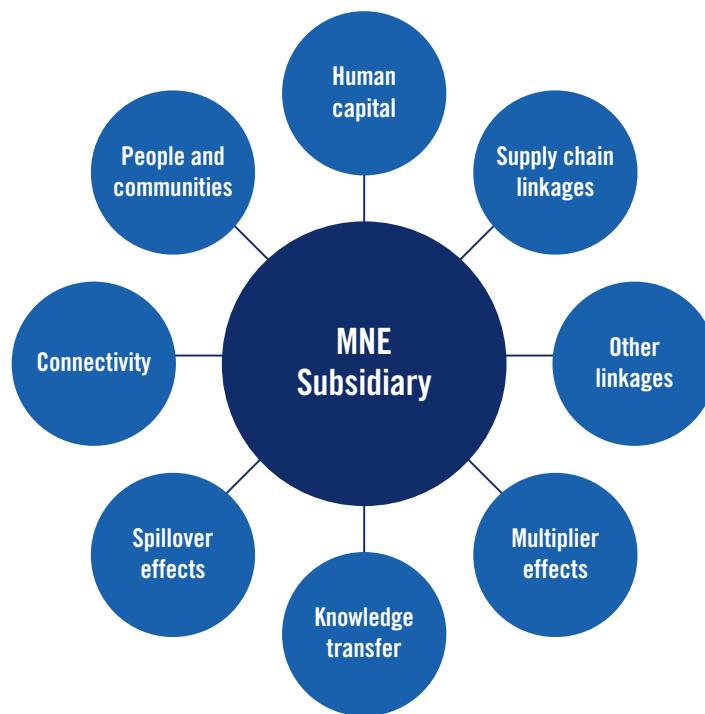 Human
capital
People and
communities
Supply chain
linkages
MNE
Subsidiary
Connectivity
Other
linkages
Spillover
effects
Multiplier
effects
Knowledge
transfer